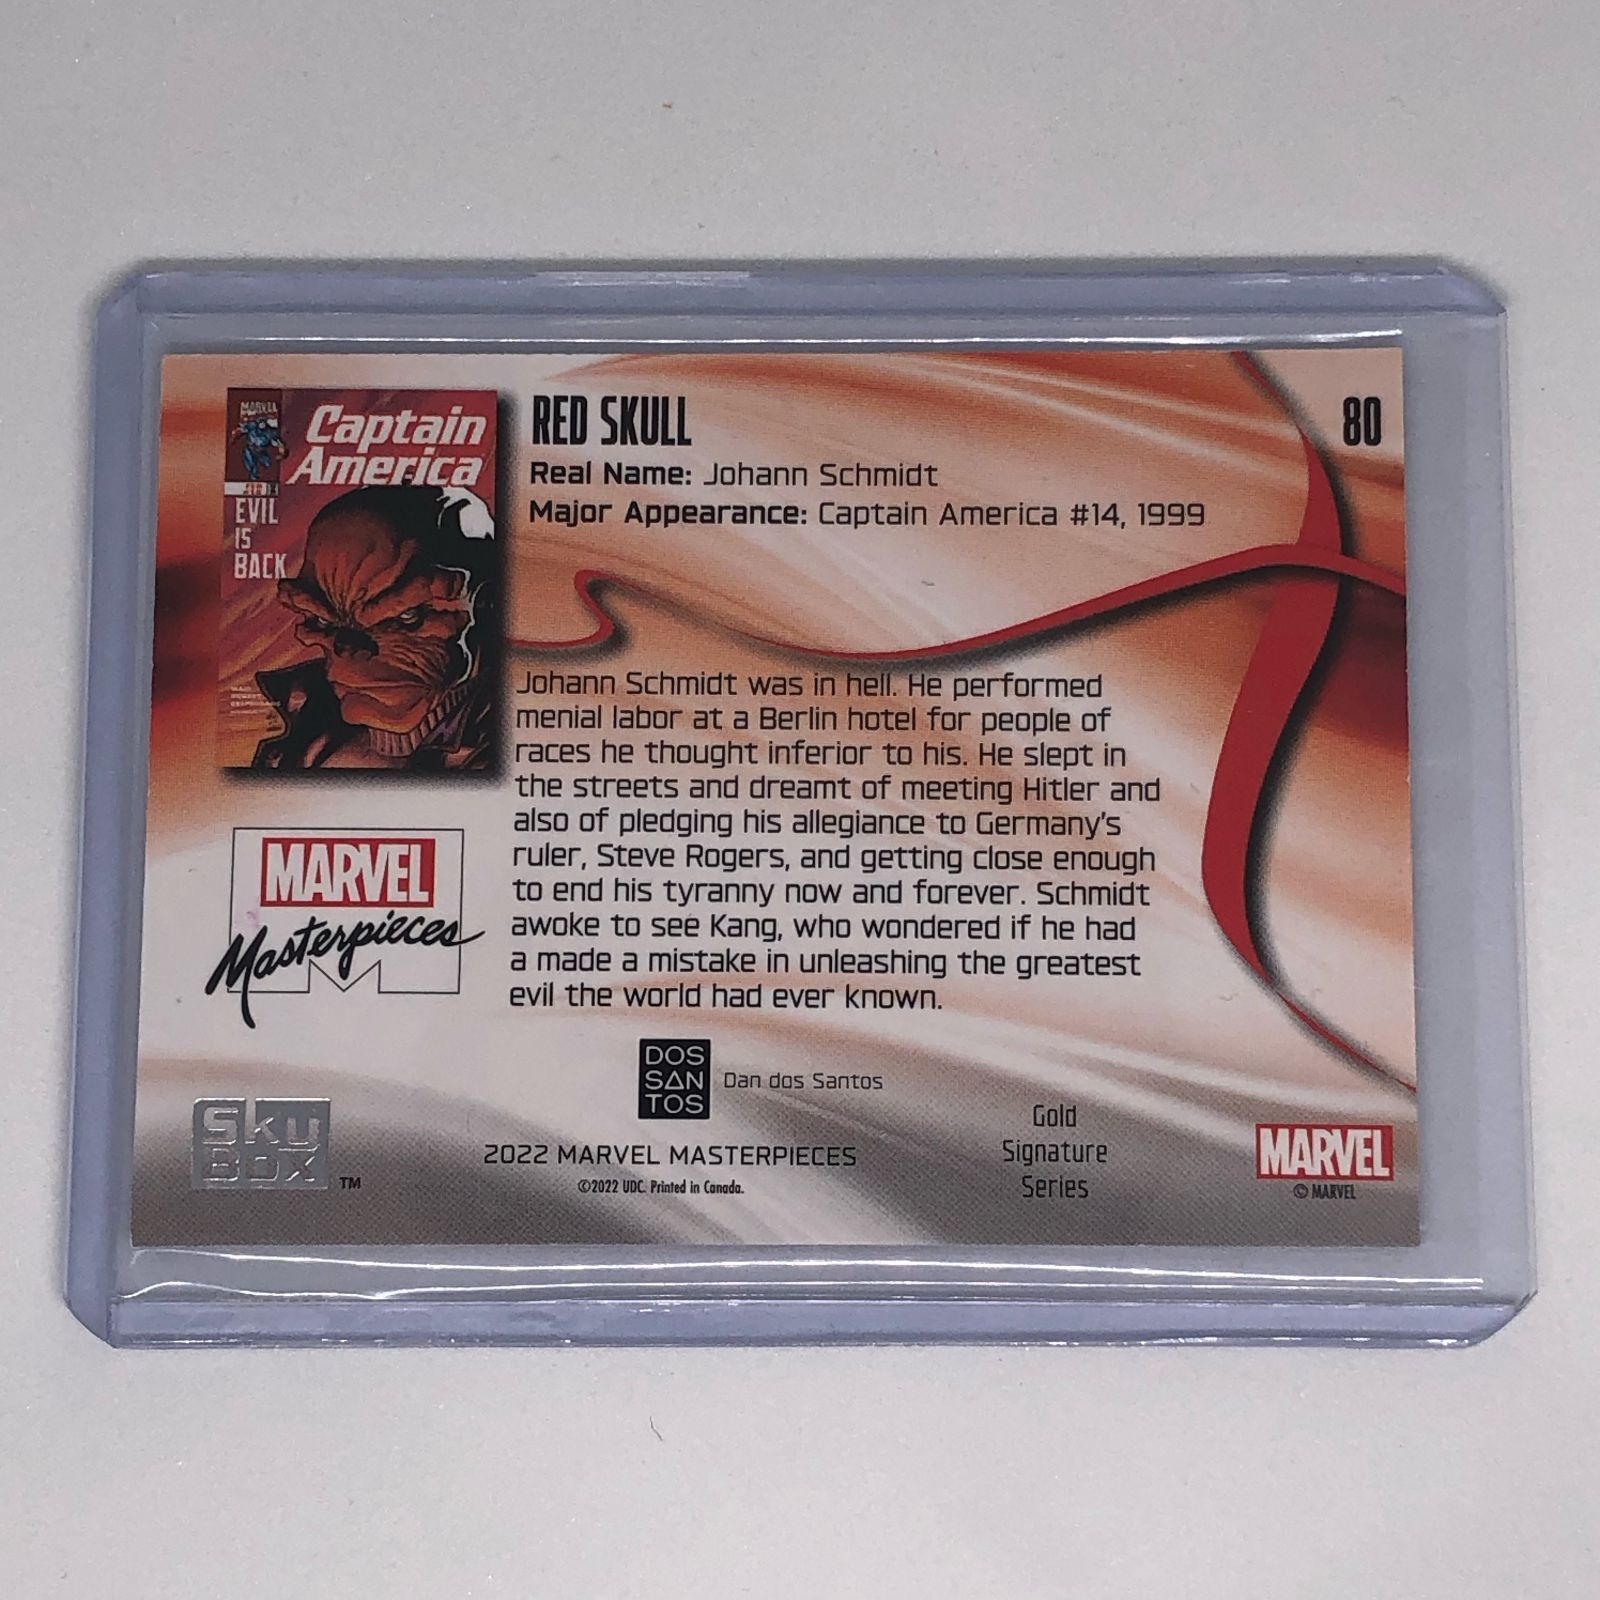 RED SKULL
80
Real Name: Johann Schmidt
Major Appearance: Captain America #14, 1999
MARVEL
Captain
America
EVIL
IS
BACK
Johann Schmidt was in hell. He performed
menial labor at a Berlin hotel for people of
races he thought inferior to his. He slept in
the streets and dreamt of meeting Hitler and
also of pledging his allegiance to Germany's
ruler, Steve Rogers, and getting close enough
to end his tyranny now and forever. Schmidt
awoke to see Kang, who wondered if he had
a made a mistake in unleashing the greatest
evil the world had ever known.
MARVEL
Masterpieces
DOS
SAN
TOS
Dan dos Santos
SkyBox™
2022 MARVEL MASTERPIECES
©2022 UDC. Printed in Canada.
Gold
Signature
Series
MARVEL
© MARVEL